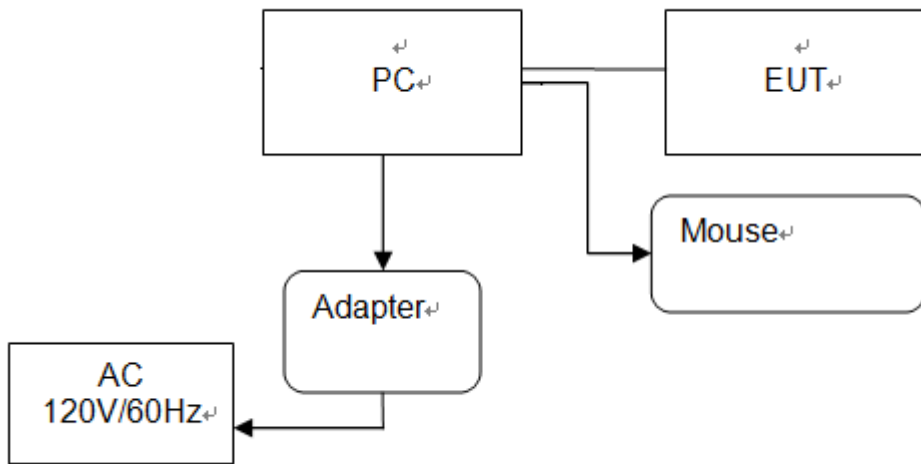 PC
EUT
Mouse
Adapter
AC
120V/60Hz